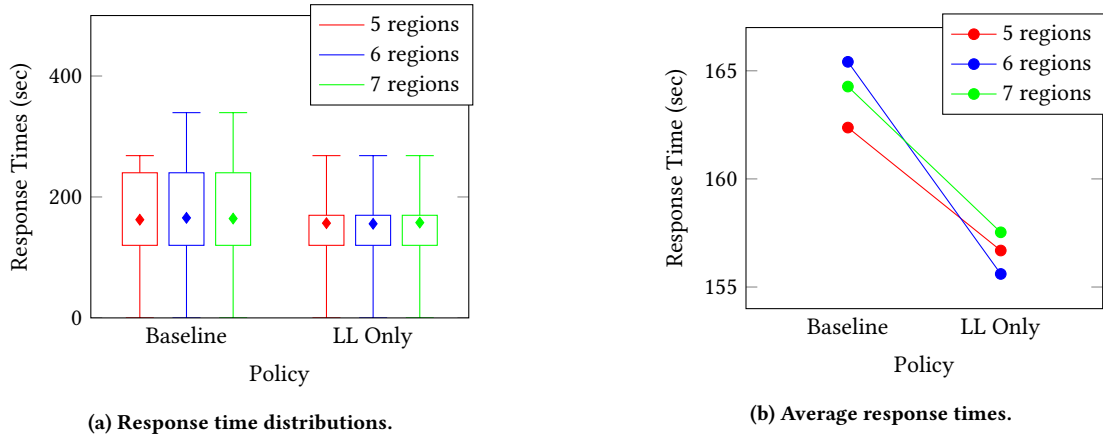 5 regions
6 regions
7 regions
400
200
0
Response Times (sec)
Baseline
LL Only
Policy
(a) Response time distributions.
5 regions
6 regions
7 regions
165
160
155
Response Time (sec)
Baseline
LL Only
Policy
(b) Average response times.